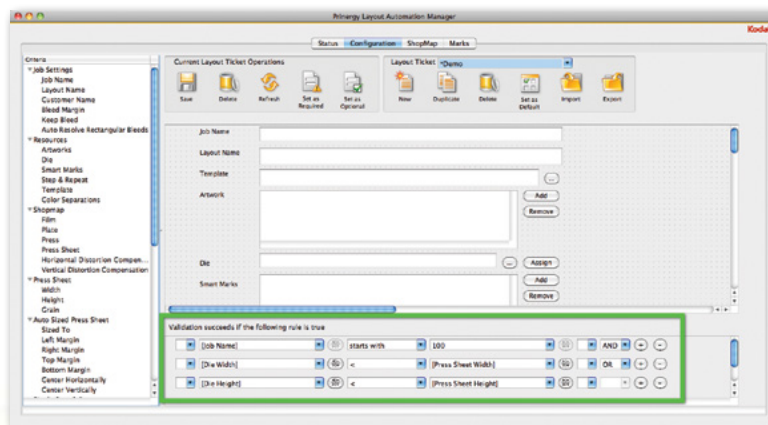 Prinergy Layout Automation Manager
Koda
Status Configuration ShopMap Marks
Criteria
Job Settings
Job Name
Layout Name
Customer Name
Bleed Margin
Keep Bleed
Auto Resolve Rectangular Bleeds
Resources
Artworks
Die
Smart Marks
Step & Repeat
Template
Color Separations
Shopmap
Film
Plate
Press
Press Sheet
Horizontal Distortion Compen...
Vertical Distortion Compensation
Press Sheet
Width
Height
Grain
Auto Sized Press Sheet
Sized To
Left Margin
Right Margin
Top Margin
Bottom Margin
Center Horizontally
Center Vertically
Current Layout Ticket Operations
Save Delete Refresh Set as Required Set as Optional
Layout Ticket *Demo
New Duplicate Delete Set as Default Import Export
Job Name
Layout Name
Template ...
Artwork Add
Remove
Die ... Assign
Smart Marks Add
Remove
Validation succeeds if the following rule is true
[Job Name] starts with 100 AND + -
[Die Width] < [Press Sheet Width] OR + -
[Die Height] < [Press Sheet Height] + -